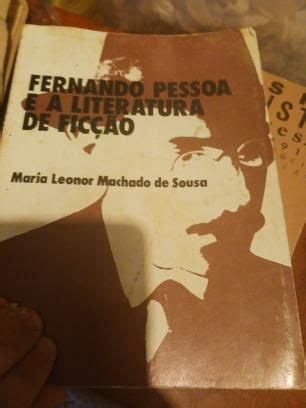 FERNANDO PESSOA
E A LITERATURA
DE FICÇÃO
Maria Leonor Machado de Sousa